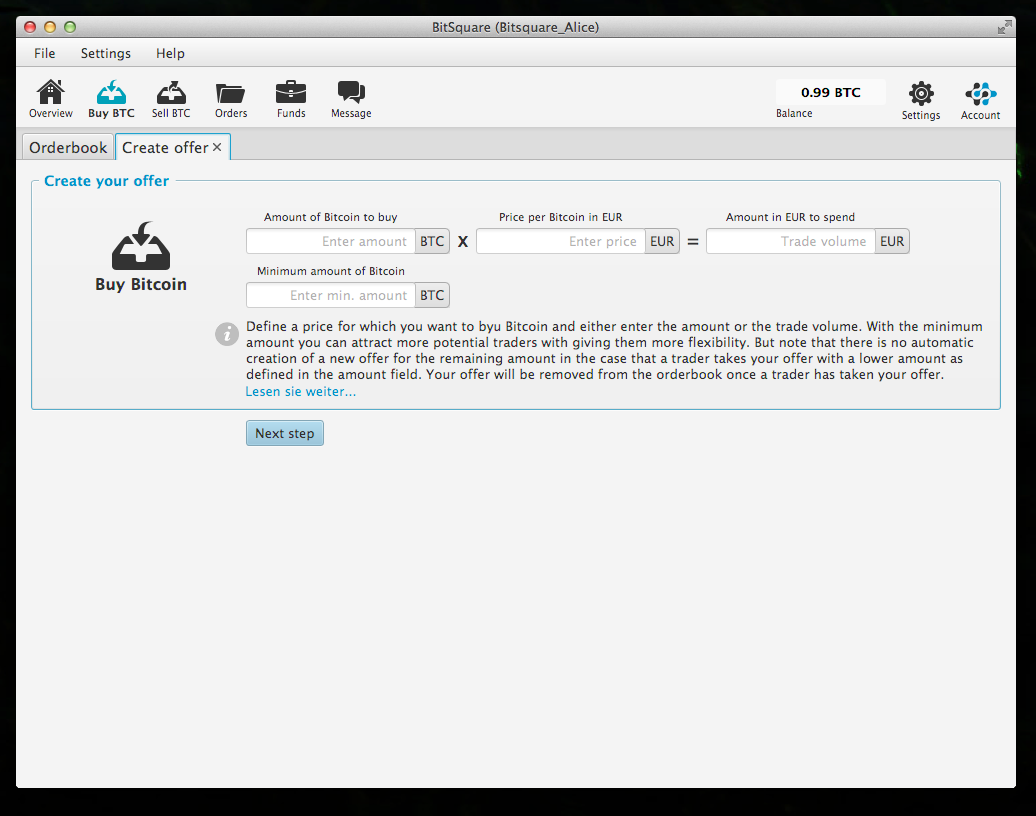 BitSquare (Bitsquare_Alice)
File Settings Help
0.99 BTC
Overview Buy BTC Sell BTC Orders Funds Message Balance Settings Account
Orderbook Create offer ×
Create your offer
Amount of Bitcoin to buy Price per Bitcoin in EUR Amount in EUR to spend
Enter amount BTC X Enter price EUR = Trade volume EUR
Minimum amount of Bitcoin
Buy Bitcoin
Enter min. amount BTC
i Define a price for which you want to byu Bitcoin and either enter the amount or the trade volume. With the minimum
amount you can attract more potential traders with giving them more flexibility. But note that there is no automatic
creation of a new offer for the remaining amount in the case that a trader takes your offer with a lower amount as
defined in the amount field. Your offer will be removed from the orderbook once a trader has taken your offer.
Lesen sie weiter...
Next step